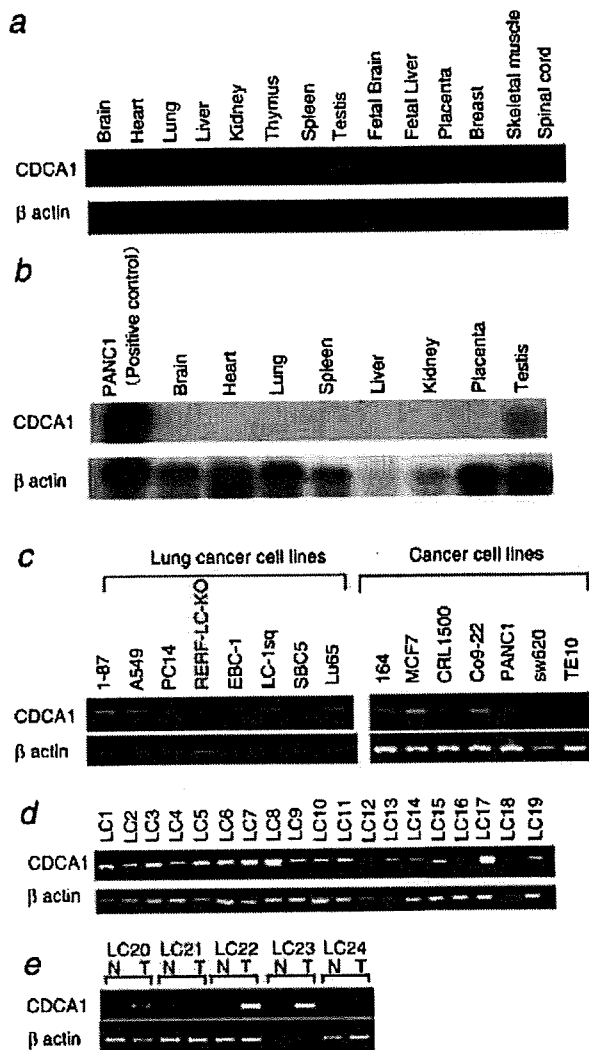 a
Brain
Heart
Lung
Liver
Kidney
Thymus
Spleen
Testis
Fetal Brain
Fetal Liver
Placenta
Breast
Skeletal muscle
Spinal cord
CDCA1
β actin
b
PANC1
(Positive control)
Brain
Heart
Lung
Spleen
Liver
Kidney
Placenta
Testis
CDCA1
β actin
c
Lung cancer cell lines
Cancer cell lines
1-87
A549
PC14
RERF-LC-KO
EBC-1
LC-1sq
SBC5
Lu65
164
MCF7
CRL1500
Co9-22
PANC1
sw620
TE10
CDCA1
β actin
d
LC1
LC2
LC3
LC4
LC5
LC6
LC7
LC8
LC9
LC10
LC11
LC12
LC13
LC14
LC15
LC16
LC17
LC18
LC19
CDCA1
β actin
e
LC20 LC21 LC22 LC23 LC24
N T N T N T N T N T
CDCA1
β actin